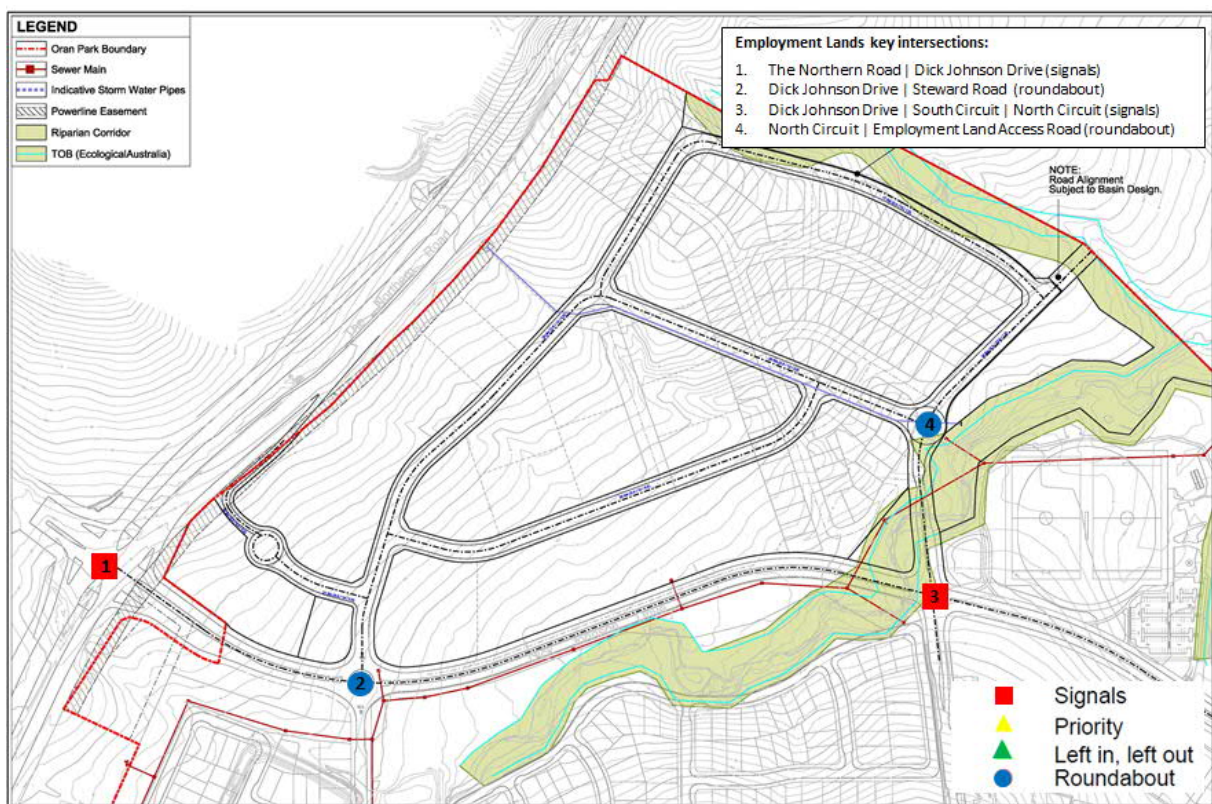 LEGEND
Oran Park Boundary
Sewer Main
Indicative Storm Water Pipes
Powerline Easement
Riparian Corridor
TOB (EcologicalAustralia)
Employment Lands key intersections:
1. The Northern Road | Dick Johnson Drive (signals)
2. Dick Johnson Drive | Steward Road (roundabout)
3. Dick Johnson Drive | South Circuit | North Circuit (signals)
4. North Circuit | Employment Land Access Road (roundabout)
NOTE:
Road Alignment
Subject to Basin Design.
The Northern Road
4
1
3
2
Signals
Priority
Left in, left out
Roundabout